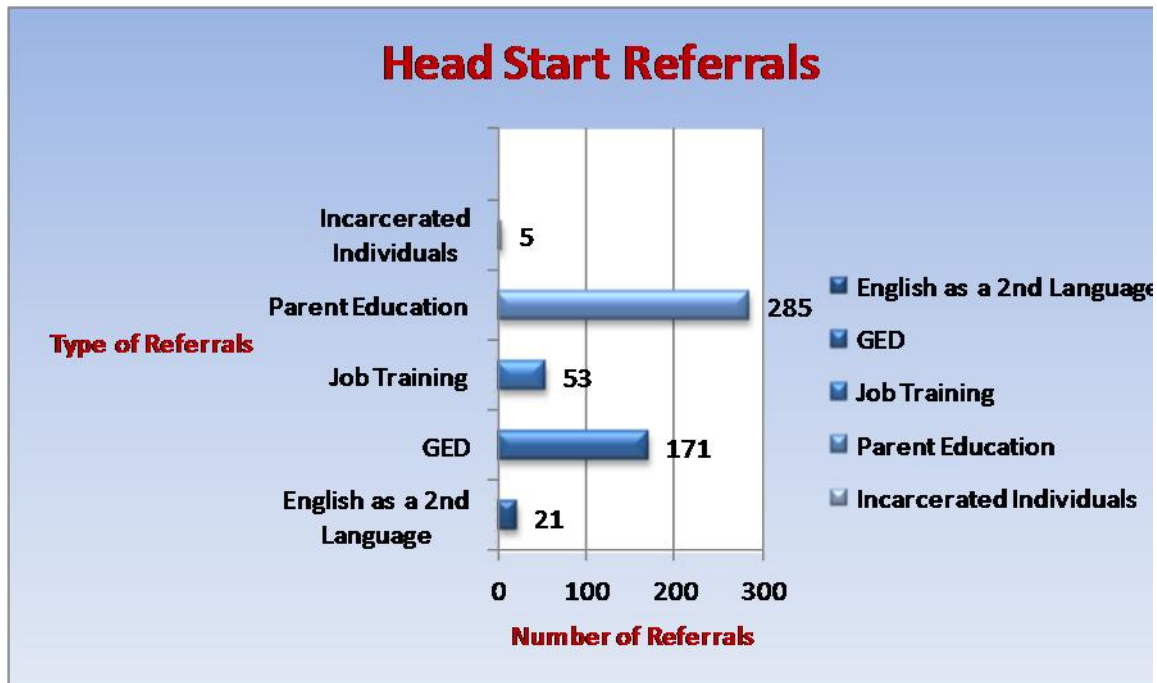 Head Start Referrals
Incarcerated
Individuals
5
Parent Education
285
Type of Referrals
Job Training
53
GED
171
English as a 2nd
Language
21
0 100 200 300
Number of Referrals
English as a 2nd Language
GED
Job Training
Parent Education
Incarcerated Individuals